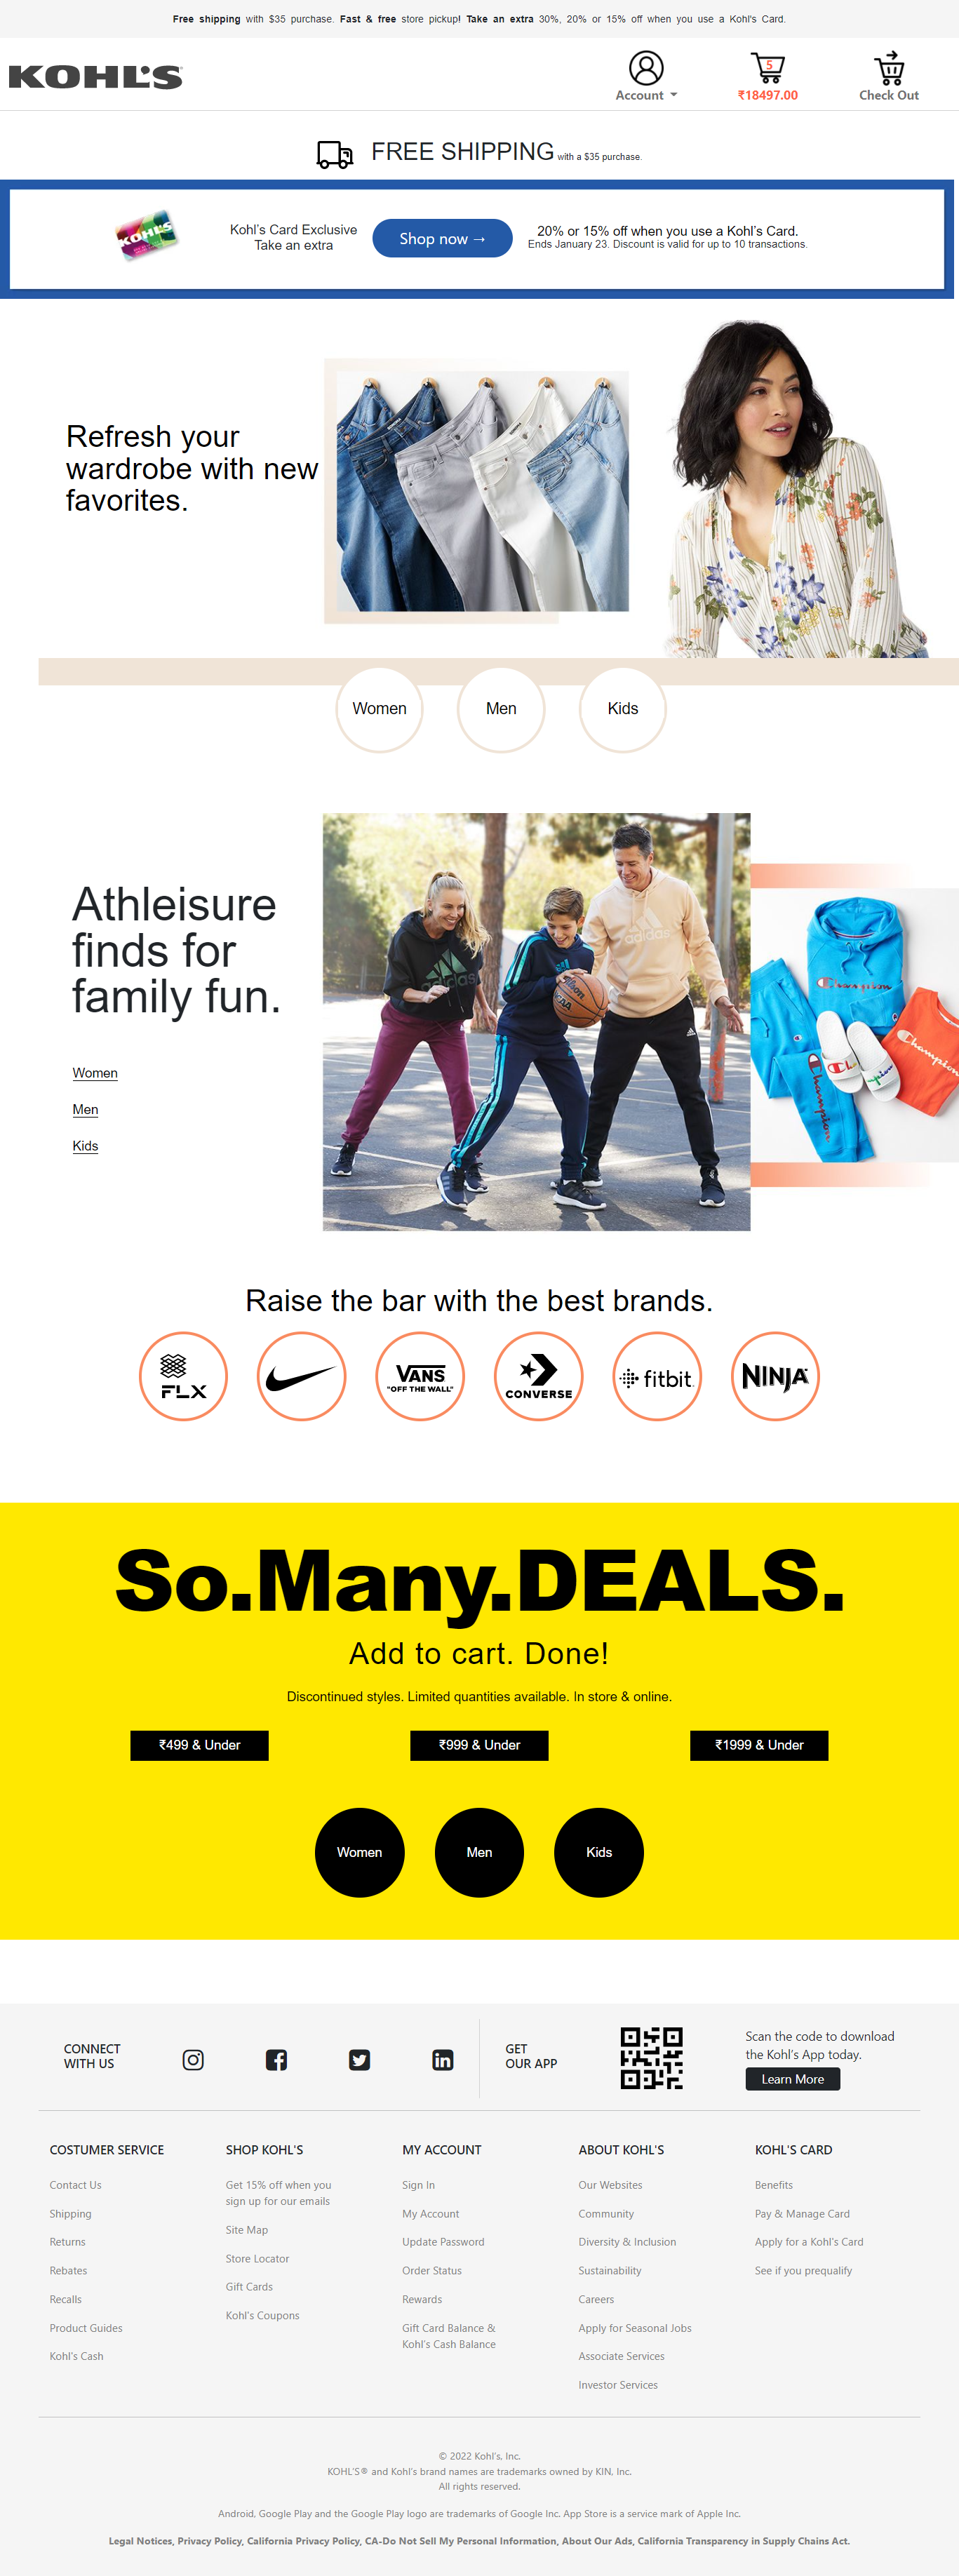 Free shipping with $35 purchase. Fast & free store pickup! Take an extra 30%, 20% or 15% off when you use a Kohl's Card.
KOHL'S
5
Account
₹18497.00
Check Out
FREE SHIPPING with a $35 purchase.
KOHL'S
Kohl's Card Exclusive
Take an extra
Shop now →
20% or 15% off when you use a Kohl's Card.
Ends January 23. Discount is valid for up to 10 transactions.
Refresh your
wardrobe with new
favorites.
Women
Men
Kids
Athleisure
finds for
family fun.
Women
Men
Kids
adidas
adidas
Wilson
NCAA
Champion
Champion
Champion
Raise the bar with the best brands.
FLX
VANS
"OFF THE WALL"
CONVERSE
fitbit
NINJA
So.Many.DEALS.
Add to cart. Done!
Discontinued styles. Limited quantities available. In store & online.
₹499 & Under
₹999 & Under
₹1999 & Under
Women
Men
Kids
CONNECT
WITH US
GET
OUR APP
Scan the code to download
the Kohl's App today.
Learn More
COSTUMER SERVICE
Contact Us
Shipping
Returns
Rebates
Recalls
Product Guides
Kohl's Cash
SHOP KOHL'S
Get 15% off when you
sign up for our emails
Site Map
Store Locator
Gift Cards
Kohl's Coupons
MY ACCOUNT
Sign In
My Account
Update Password
Order Status
Rewards
Gift Card Balance &
Kohl's Cash Balance
ABOUT KOHL'S
Our Websites
Community
Diversity & Inclusion
Sustainability
Careers
Apply for Seasonal Jobs
Associate Services
Investor Services
KOHL'S CARD
Benefits
Pay & Manage Card
Apply for a Kohl's Card
See if you prequalify
© 2022 Kohl's, Inc.
KOHL'S® and Kohl's brand names are trademarks owned by KIN, Inc.
All rights reserved.
Android, Google Play and the Google Play logo are trademarks of Google Inc. App Store is a service mark of Apple Inc.
Legal Notices, Privacy Policy, California Privacy Policy, CA-Do Not Sell My Personal Information, About Our Ads, California Transparency in Supply Chains Act.